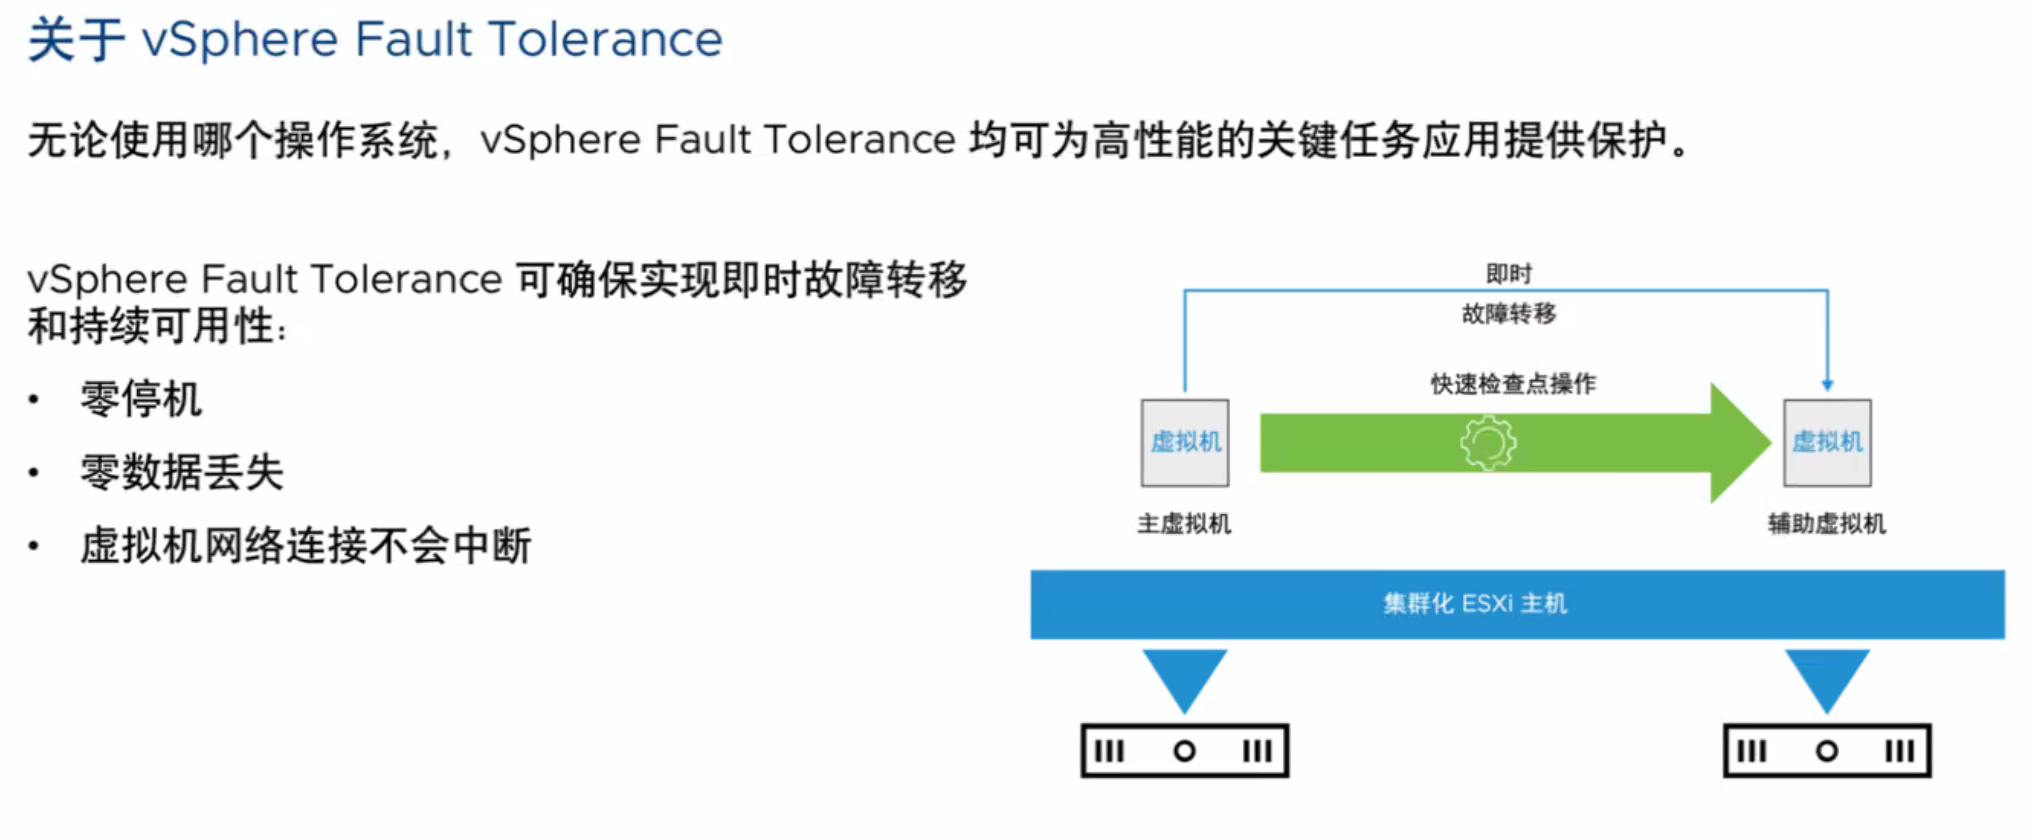 关于 vSphere Fault Tolerance
无论使用哪个操作系统，vSphere Fault Tolerance 均可为高性能的关键任务应用提供保护。
vSphere Fault Tolerance 可确保实现即时故障转移
和持续可用性：
• 零停机
• 零数据丢失
• 虚拟机网络连接不会中断
即时
故障转移
快速检查点操作
虚拟机
虚拟机
主虚拟机
辅助虚拟机
集群化 ESXi 主机